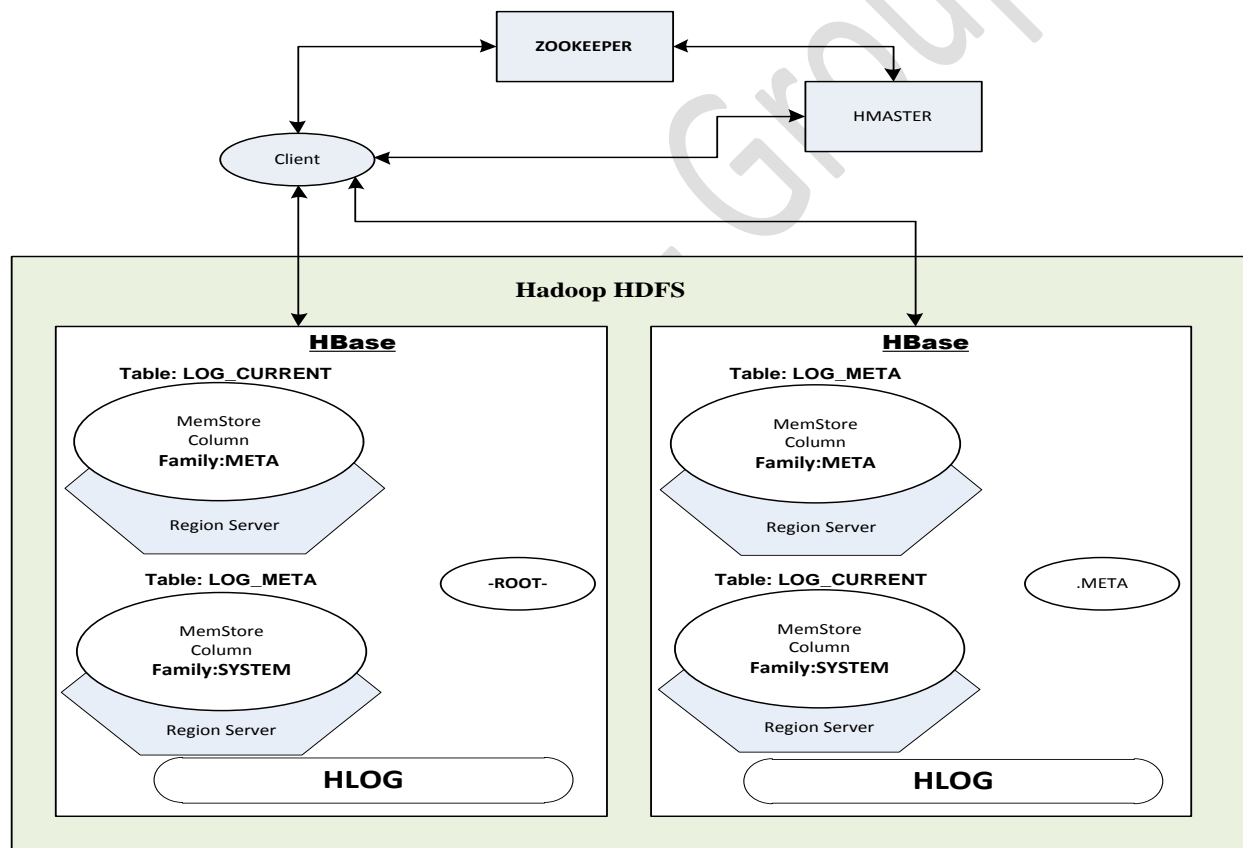 ZOOKEEPER
HMASTER
Client
Group
Hadoop HDFS
HBase
Table: LOG_CURRENT
MemStore
Column
Family:META
Region Server
Table: LOG_META
MemStore
Column
Family:SYSTEM
Region Server
-ROOT-
HLOG
HBase
Table: LOG_META
MemStore
Column
Family:META
Region Server
Table: LOG_CURRENT
MemStore
Column
Family:SYSTEM
Region Server
.META
HLOG